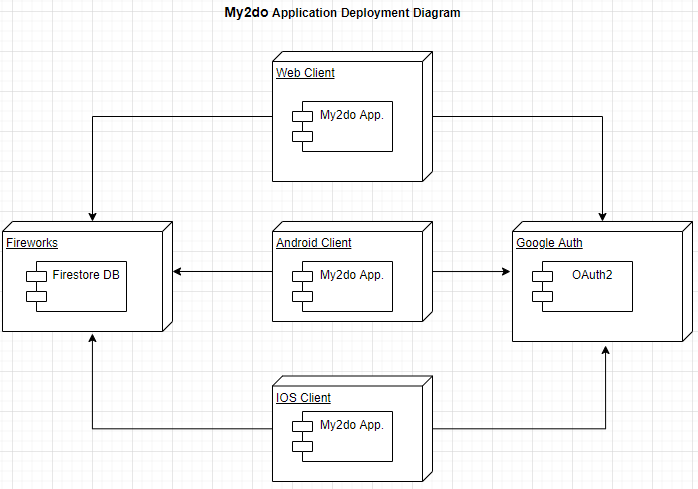 My2do Application Deployment Diagram
Web Client
My2do App.
Fireworks
Firestore DB
Android Client
My2do App.
Google Auth
OAuth2
IOS Client
My2do App.